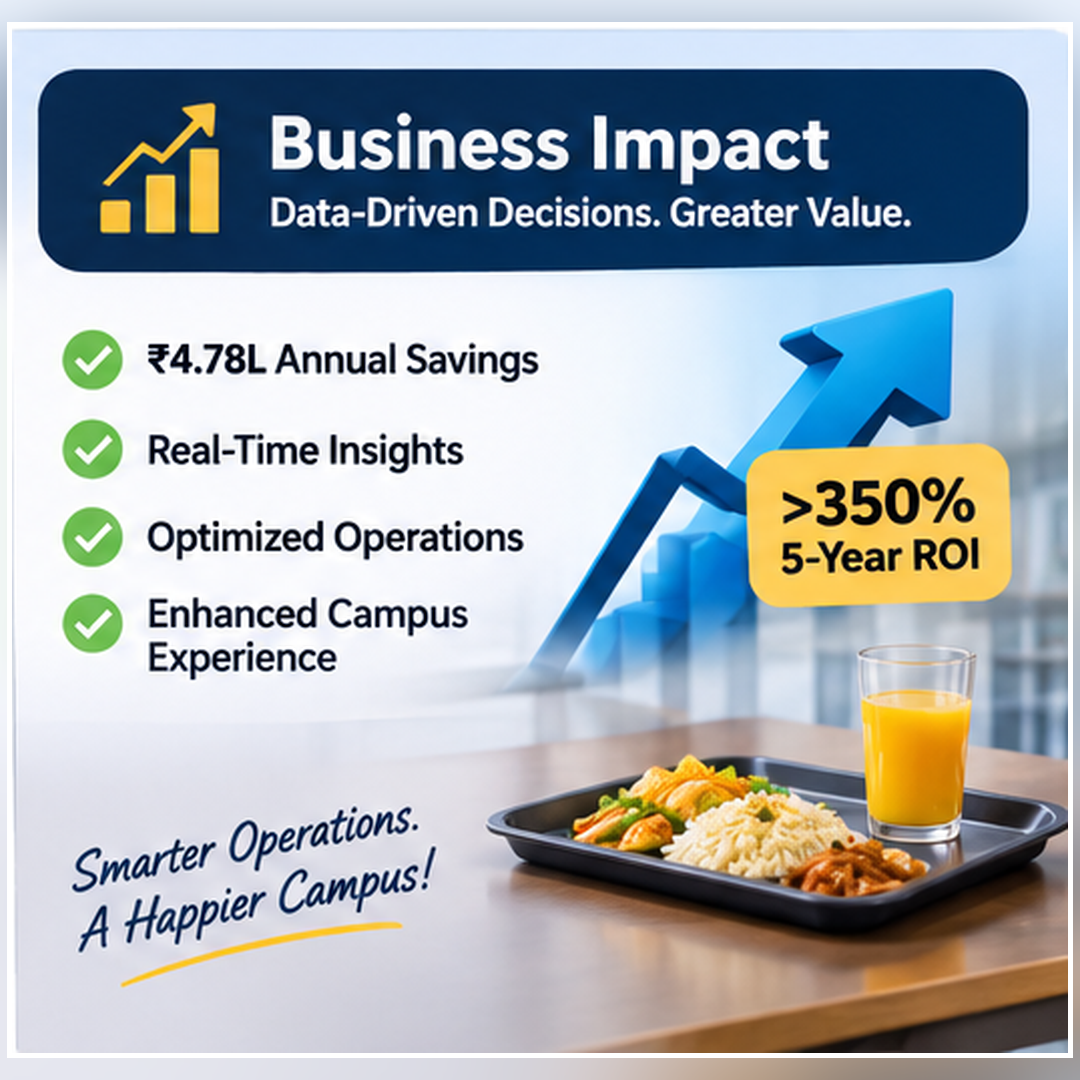 Business Impact
Data-Driven Decisions. Greater Value.
₹4.78L Annual Savings
Real-Time Insights
Optimized Operations
Enhanced Campus
Experience
>350%
5-Year ROI
Smarter Operations.
A Happier Campus!